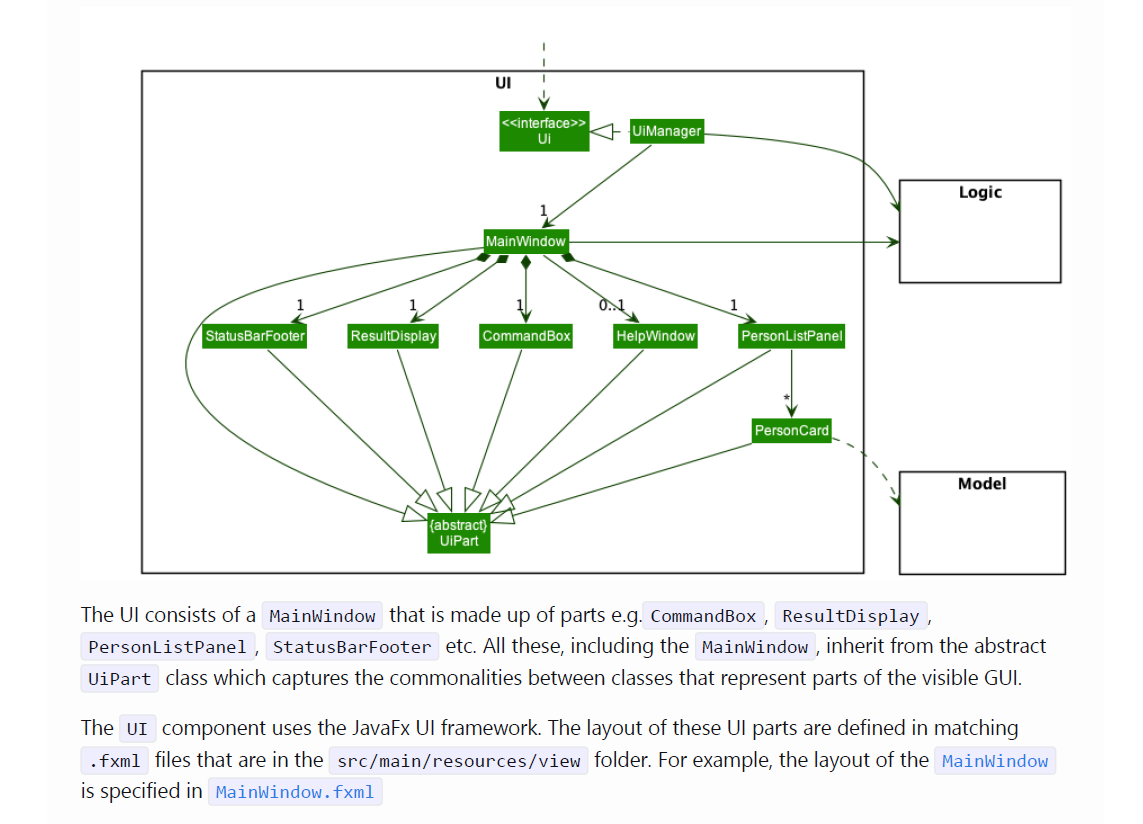 UI
<<interface>>
Ui
UiManager
Logic
1
MainWindow
1
1
1
0..1
1
StatusBarFooter
ResultDisplay
CommandBox
HelpWindow
PersonListPanel
*
PersonCard
Model
{abstract}
UiPart
The UI consists of a MainWindow that is made up of parts e.g. CommandBox , ResultDisplay ,
PersonListPanel , StatusBarFooter etc. All these, including the MainWindow , inherit from the abstract
UiPart class which captures the commonalities between classes that represent parts of the visible GUI.
The UI component uses the JavaFx UI framework. The layout of these UI parts are defined in matching
.fxml files that are in the src/main/resources/view folder. For example, the layout of the MainWindow
is specified in MainWindow.fxml